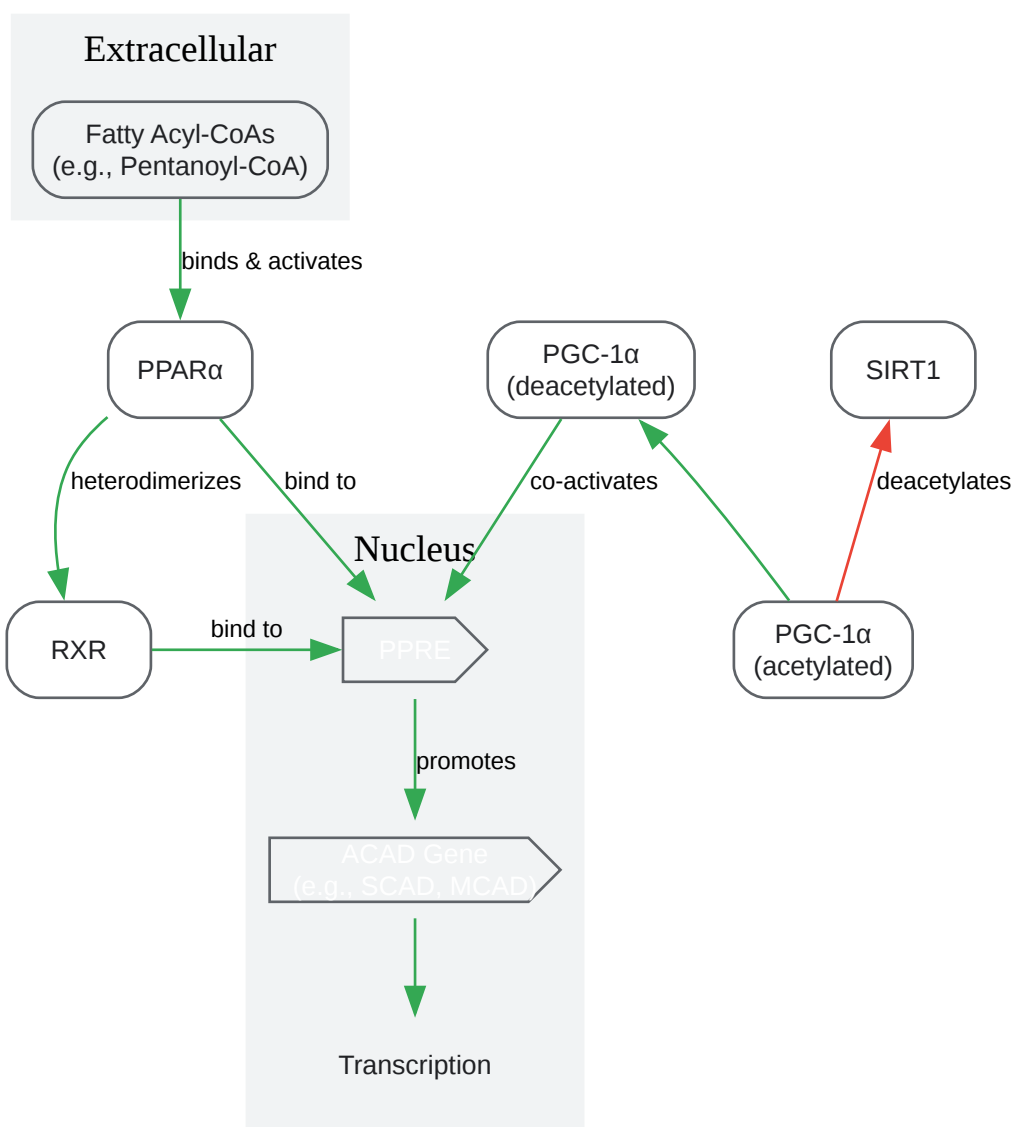 Extracellular
Fatty Acyl-CoAs
(e.g., Pentanoyl-CoA)
binds & activates
PPARα
PGC-1α
(deacetylated)
SIRT1
heterodimerizes
bind to
co-activates
deacetylates
Nucleus
RXR
bind to
PPRE
PGC-1α
(acetylated)
promotes
ACAD Gene
(e.g., SCAD, MCAD)
Transcription